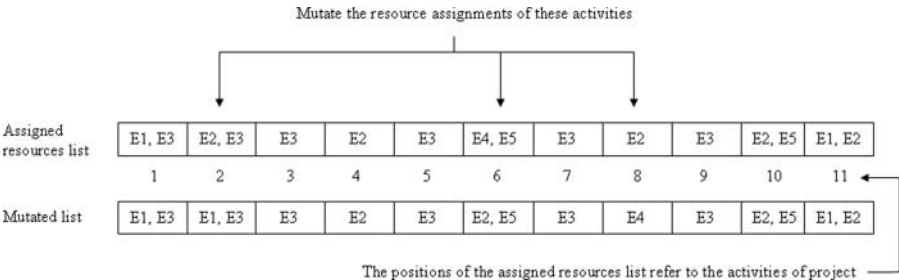 Mutate the resource assignments of these activities
Assigned
resources list
E1, E3 E2, E3 E3 E2 E3 E4, E5 E3 E2 E3 E2, E5 E1, E2
1 2 3 4 5 6 7 8 9 10 11
Mutated list
E1, E3 E1, E3 E3 E2 E3 E2, E5 E3 E4 E3 E2, E5 E1, E2
The positions of the assigned resources list refer to the activities of project